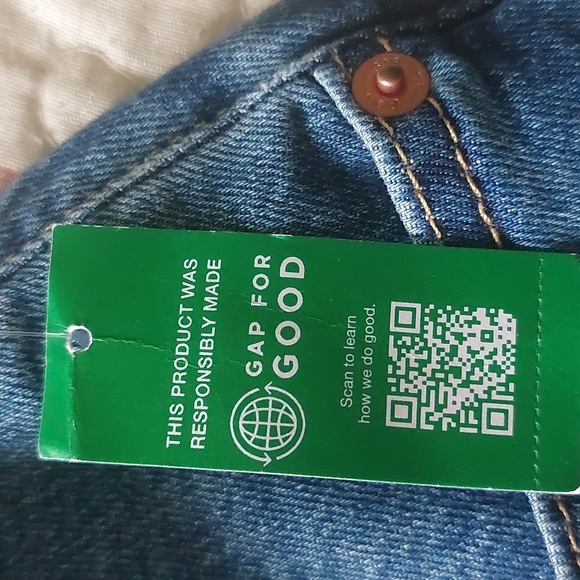 THIS PRODUCT WAS
RESPONSIBLY MADE
GAP FOR
GOOD
Scan to learn
how we do good.